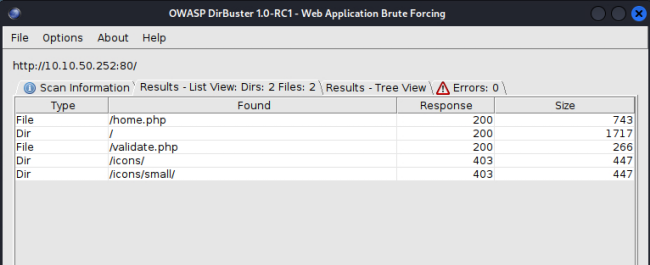 OWASP DirBuster 1.0-RC1 - Web Application Brute Forcing
File Options About Help
http://10.10.50.252:80/
Scan Information Results - List View: Dirs: 2 Files: 2 Results - Tree View Errors: 0
Type Found Response Size
File /home.php 200 743
Dir / 200 1717
File /validate.php 200 266
Dir /icons/ 403 447
Dir /icons/small/ 403 447